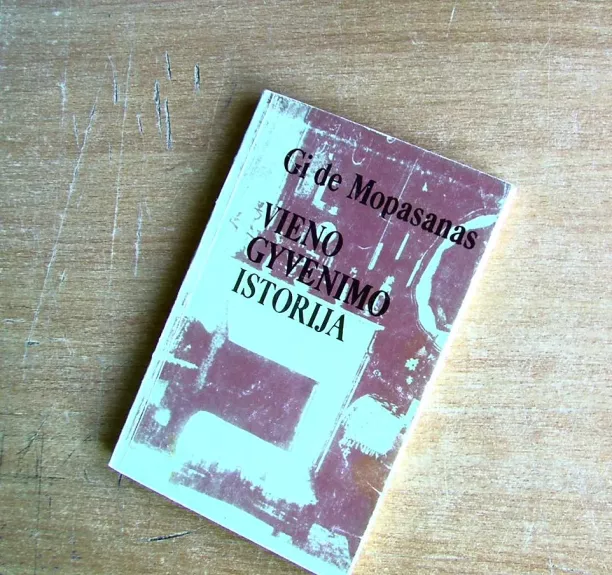 Gi de Mopasanas
VIENO
GYVENIMO
ISTORIJA